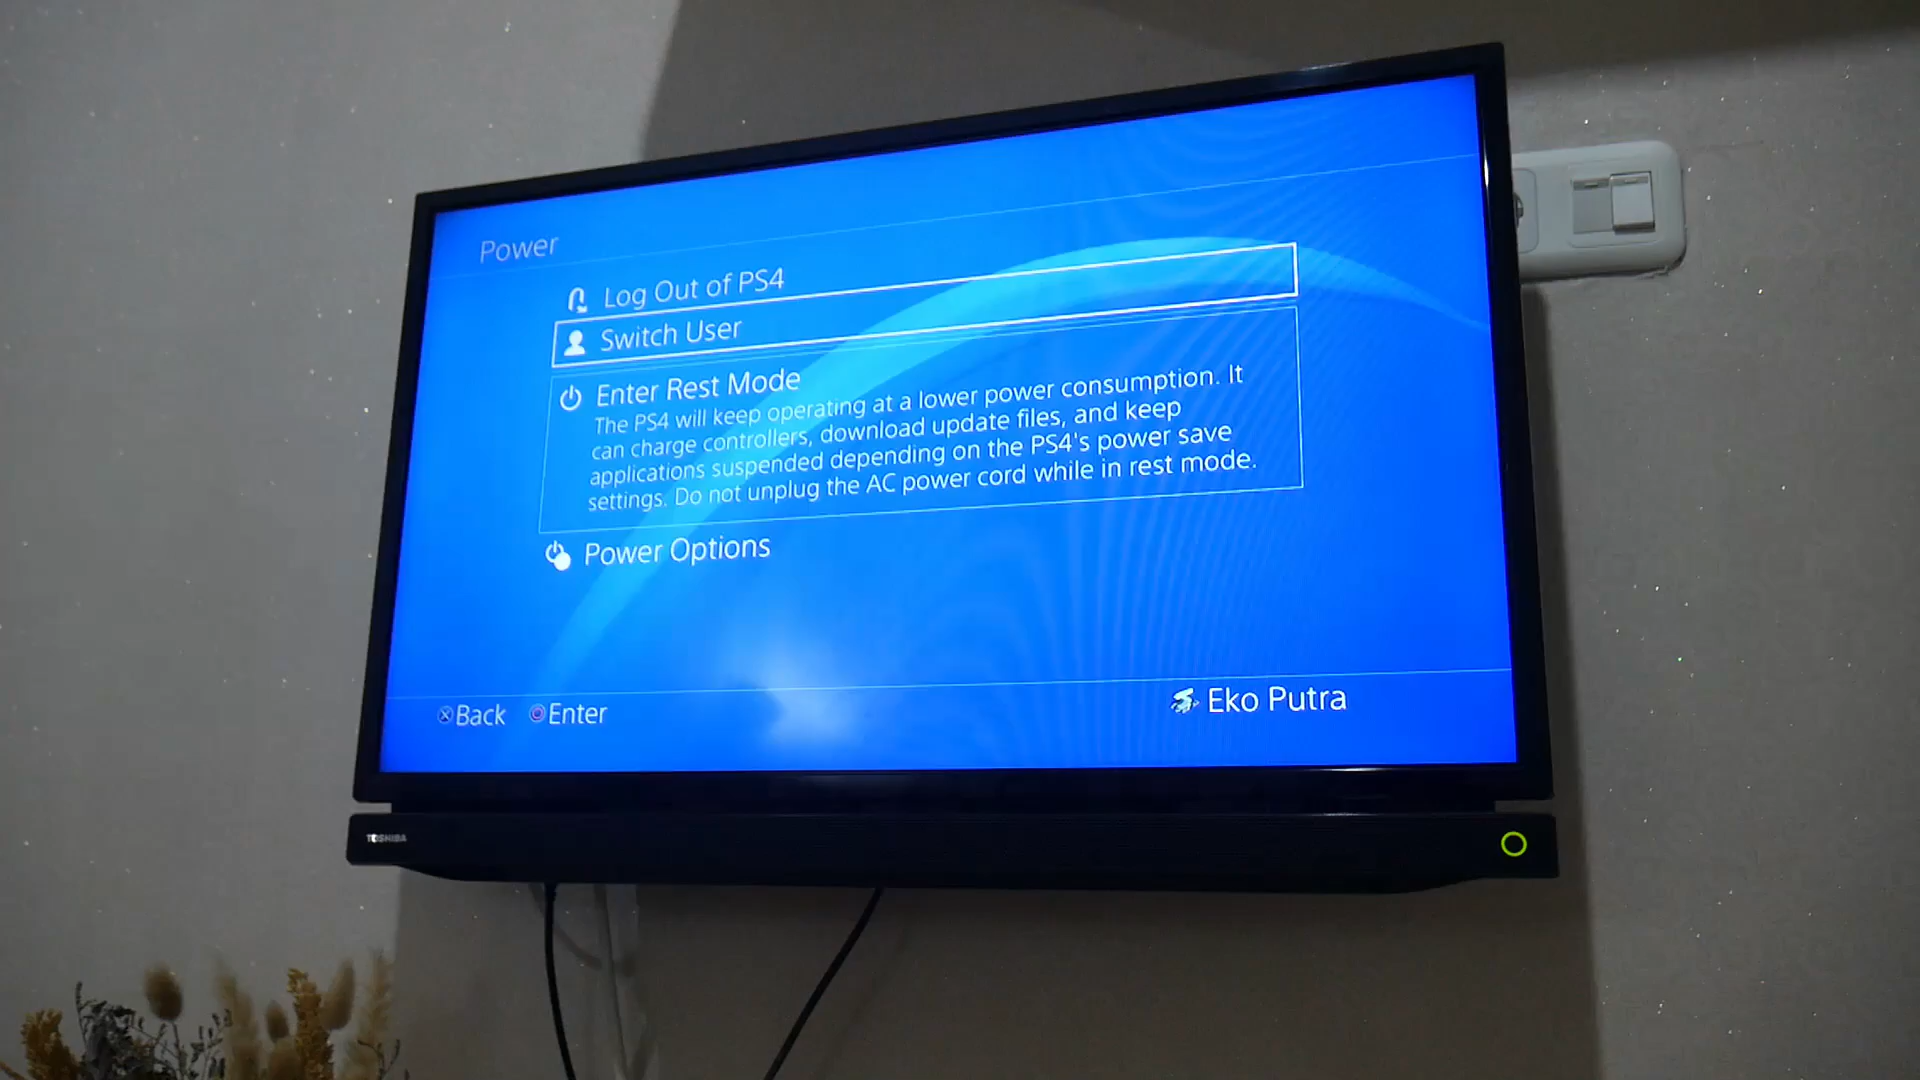 Power
Log Out of PS4
Switch User
Enter Rest Mode
The PS4 will keep operating at a lower power consumption. It
can charge controllers, download update files, and keep
applications suspended depending on the PS4's power save
settings. Do not unplug the AC power cord while in rest mode.
Power Options
Back Enter
Eko Putra
TOSHIBA